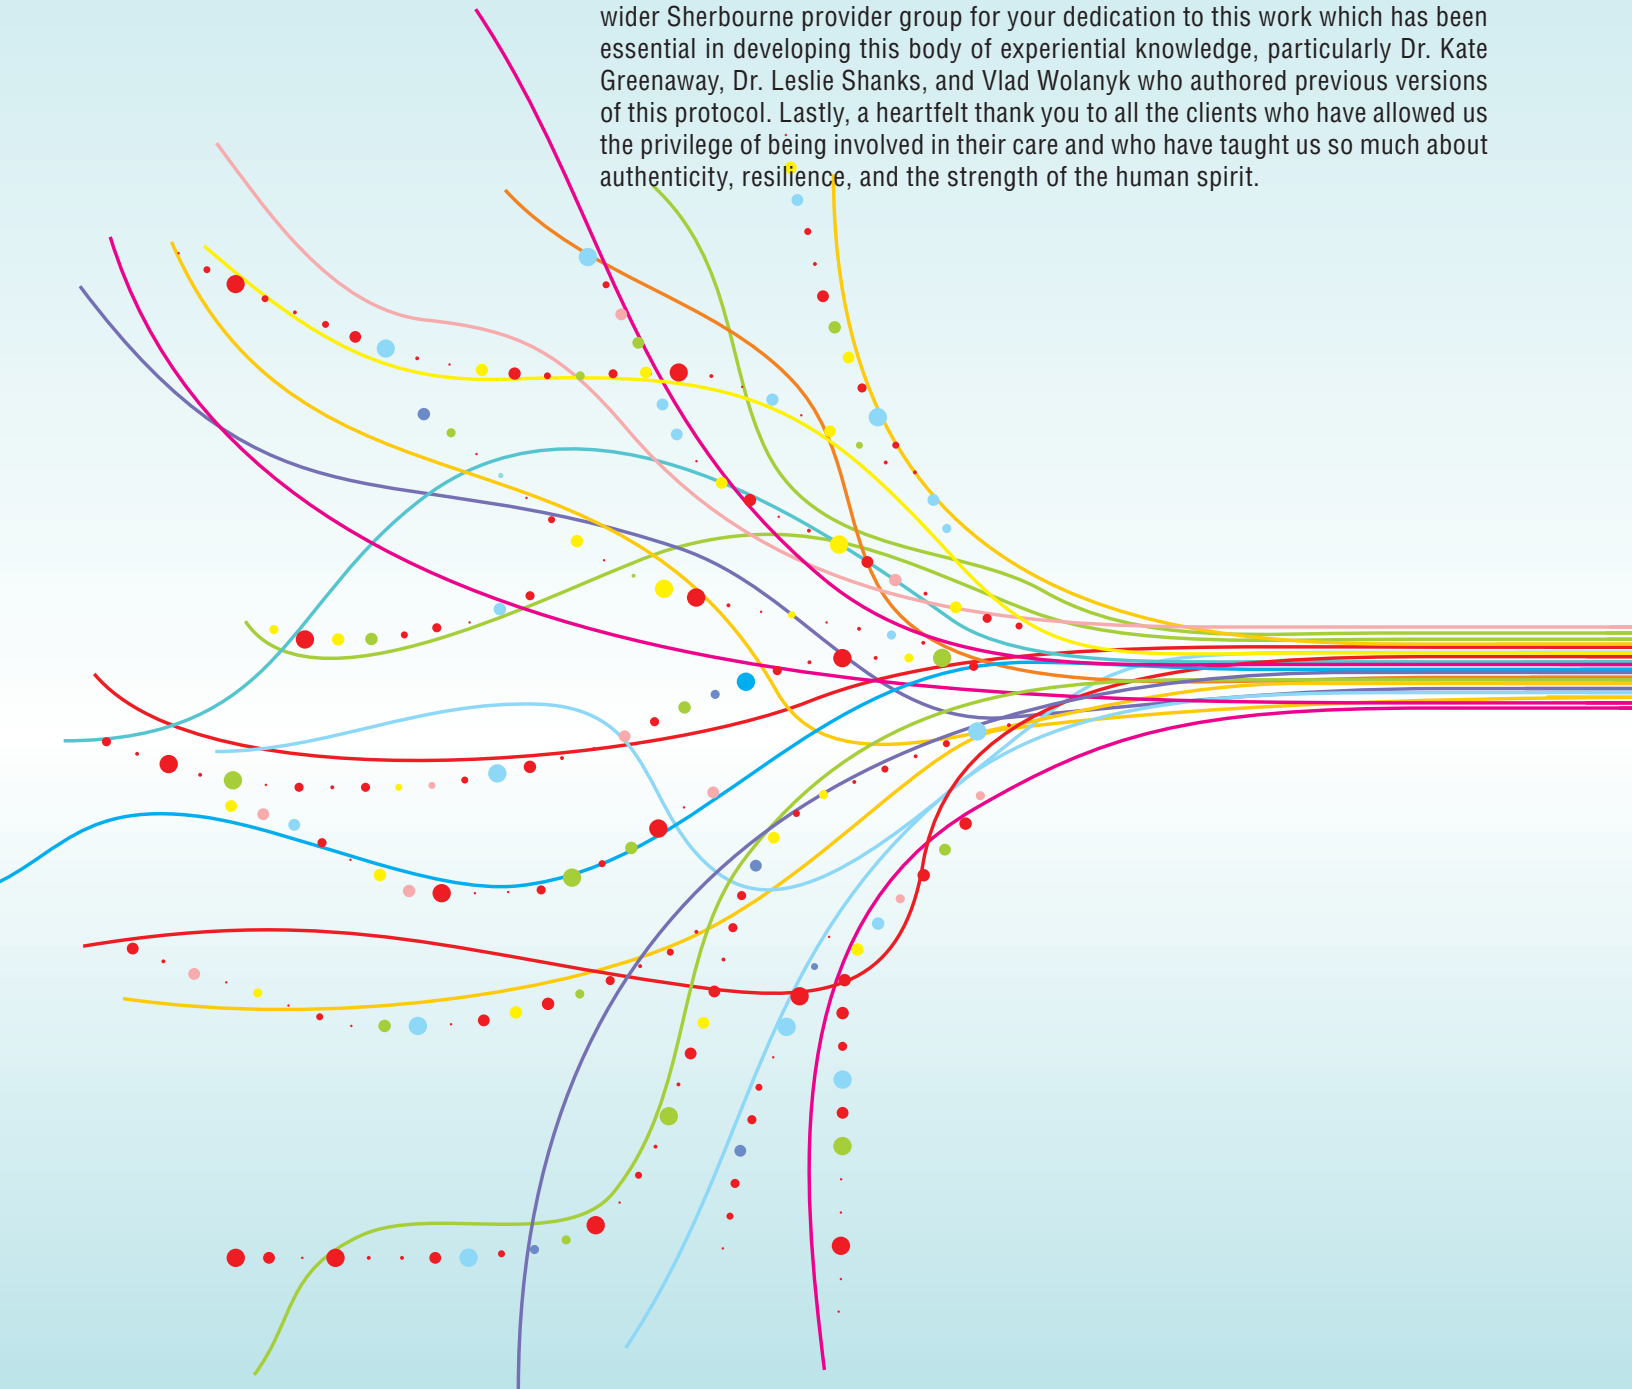 wider Sherbourne provider group for your dedication to this work which has been
essential in developing this body of experiential knowledge, particularly Dr. Kate
Greenaway, Dr. Leslie Shanks, and Vlad Wolanyk who authored previous versions
of this protocol. Lastly, a heartfelt thank you to all the clients who have allowed us
the privilege of being involved in their care and who have taught us so much about
authenticity, resilience, and the strength of the human spirit.